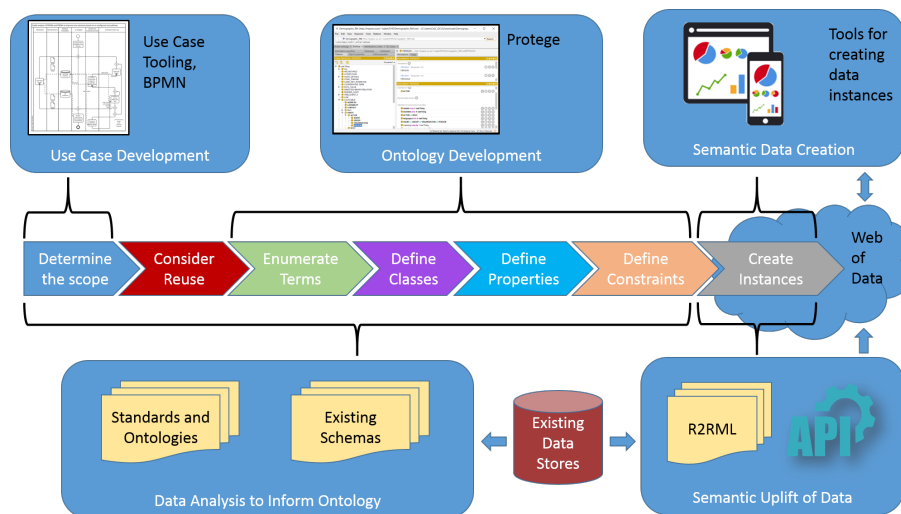 Use Case
Tooling,
BPMN
Use Case Development
Protege
Ontology Development
Tools for
creating
data
instances
Semantic Data Creation
Determine
the scope
Consider
Reuse
Enumerate
Terms
Define
Classes
Define
Properties
Define
Constraints
Create
Instances
Web
of
Data
Standards and
Ontologies
Existing
Schemas
Data Analysis to Inform Ontology
Existing
Data
Stores
R2RML
API
Semantic Uplift of Data